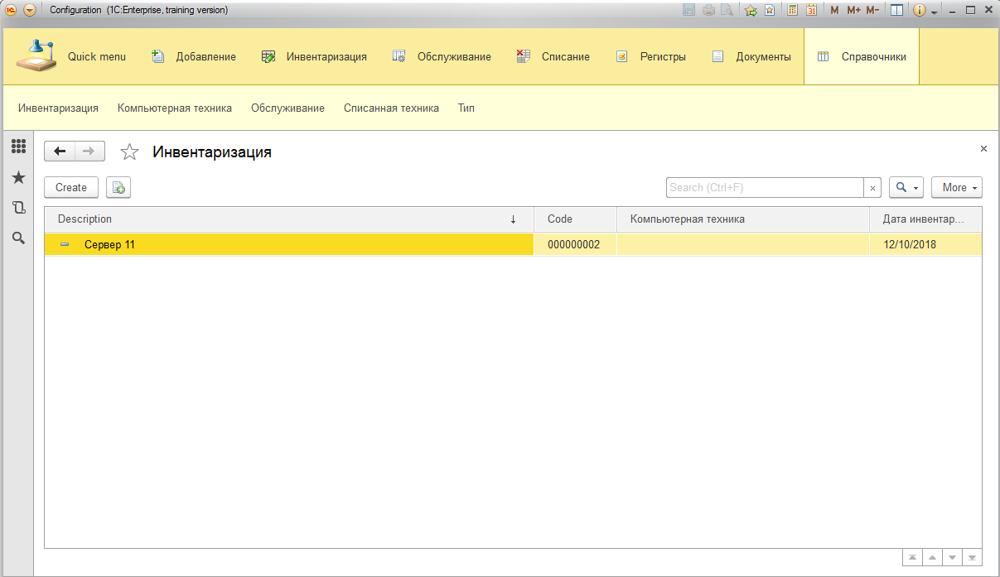 Configuration (1C:Enterprise, training version)
31 M M+ M-
Quick menu Добавление Инвентаризация Обслуживание Списание Регистры Документы Справочники
Инвентаризация Компьютерная техника Обслуживание Списанная техника Тип
Инвентаризация
Create Search (Ctrl+F) More
Description Code Компьютерная техника Дата инвентар...
Сервер 11 000000002 12/10/2018